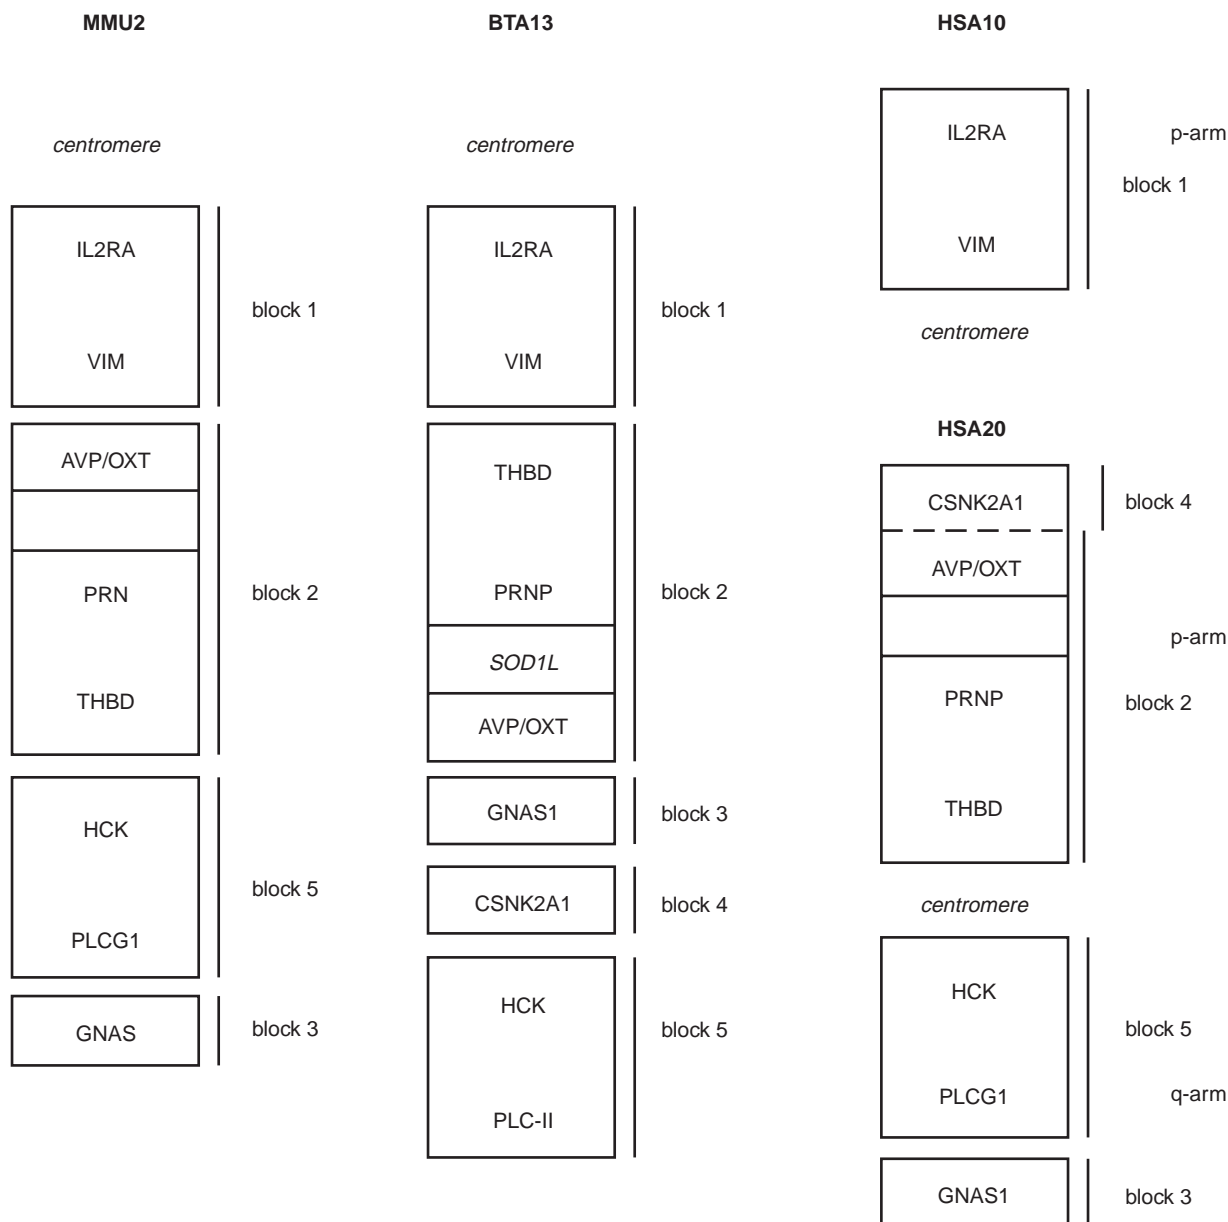 MMU2
centromere
IL2RA
VIM
block 1
AVP/OXT
PRN
THBD
block 2
HCK
PLCG1
block 5
GNAS
block 3
BTA13
centromere
IL2RA
VIM
block 1
THBD
PRNP
SOD1L
AVP/OXT
block 2
GNAS1
block 3
CSNK2A1
block 4
HCK
PLC-II
block 5
HSA10
IL2RA
VIM
p-arm
block 1
centromere
HSA20
CSNK2A1
block 4
AVP/OXT
PRNP
THBD
p-arm
block 2
centromere
HCK
PLCG1
block 5
q-arm
GNAS1
block 3